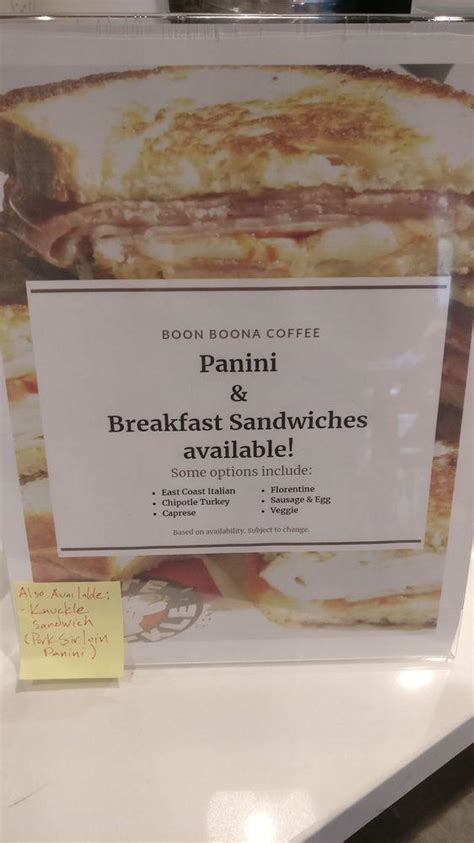 BOON BOONA COFFEE
Panini
&
Breakfast Sandwiches
available!
Some options include:
• East Coast Italian
• Chipotle Turkey
• Caprese
• Florentine
• Sausage & Egg
• Veggie
Based on availability. Subject to change.
Also Available:
- Knuckle
Sandwich
(Pork Sirloin
Panini)